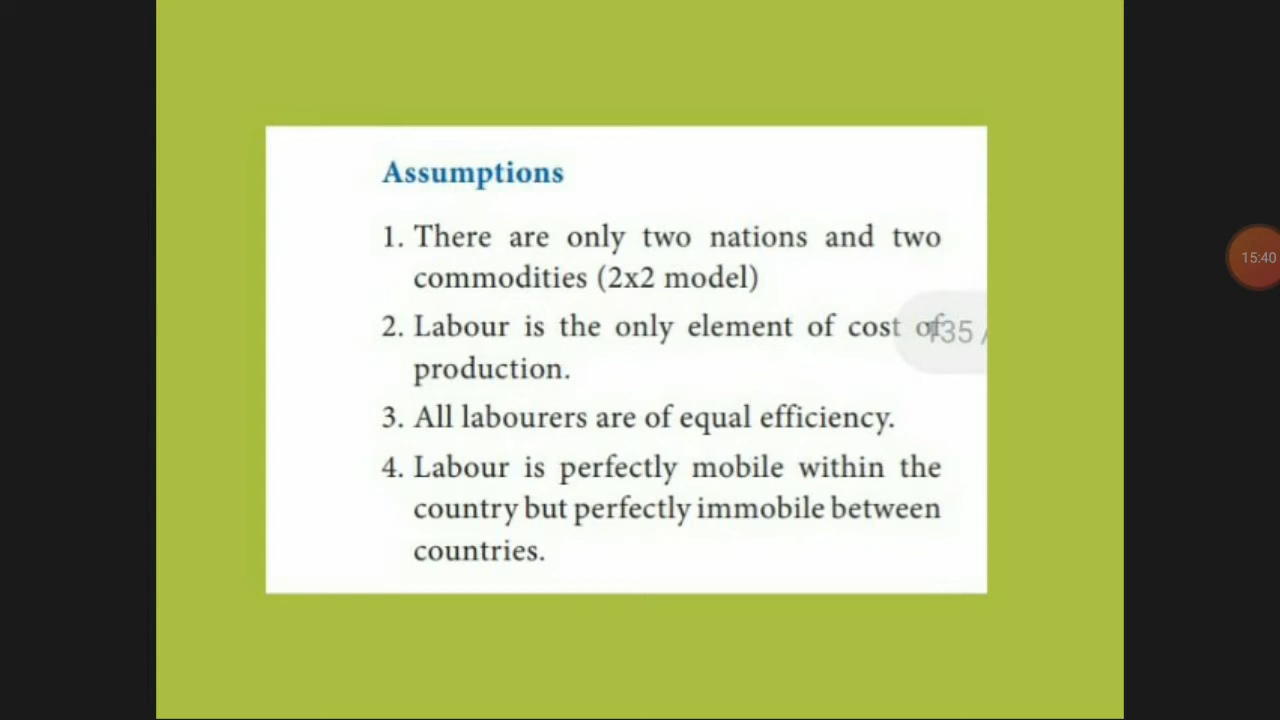 Assumptions
1. There are only two nations and two
commodities (2x2 model)
2. Labour is the only element of cost of
production.
3. All labourers are of equal efficiency.
4. Labour is perfectly mobile within the
country but perfectly immobile between
countries.
135 /
15:40